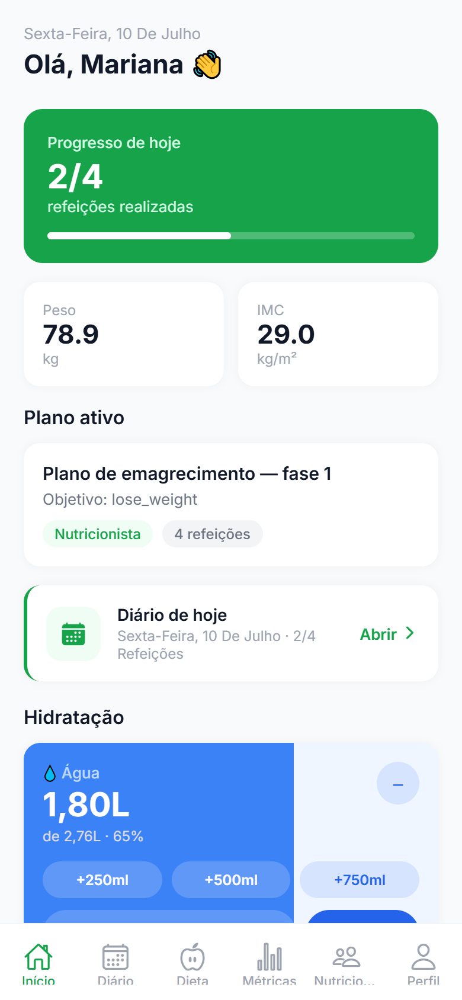 Sexta-Feira, 10 De Julho
Olá, Mariana 👋
Progresso de hoje
2/4
refeições realizadas
Peso
78.9
kg
IMC
29.0
kg/m²
Plano ativo
Plano de emagrecimento — fase 1
Objetivo: lose_weight
Nutricionista
4 refeições
Diário de hoje
Sexta-Feira, 10 De Julho · 2/4
Refeições
Abrir
Hidratação
💧 Água
1,80L
de 2,76L · 65%
–
+250ml
+500ml
+750ml
Início
Diário
Dieta
Métricas
Nutricio...
Perfil